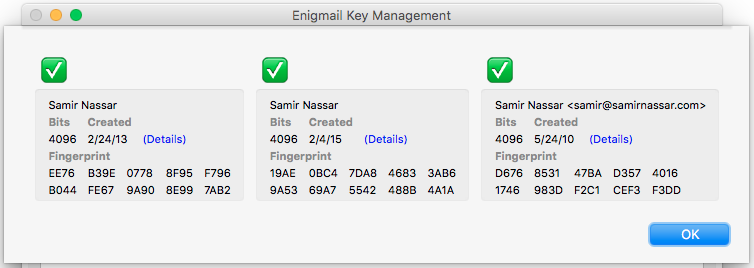 Enigmail Key Management
Samir Nassar
Bits Created
4096 2/24/13 (Details)
Fingerprint
EE76 B39E 0778 8F95 F796
B044 FE67 9A90 8E99 7AB2
Samir Nassar
Bits Created
4096 2/4/15 (Details)
Fingerprint
19AE 0BC4 7DA8 4683 3AB6
9A53 69A7 5542 488B 4A1A
Samir Nassar <samir@samirnassar.com>
Bits Created
4096 5/24/10 (Details)
Fingerprint
D676 8531 47BA D357 4016
1746 983D F2C1 CEF3 F3DD
OK